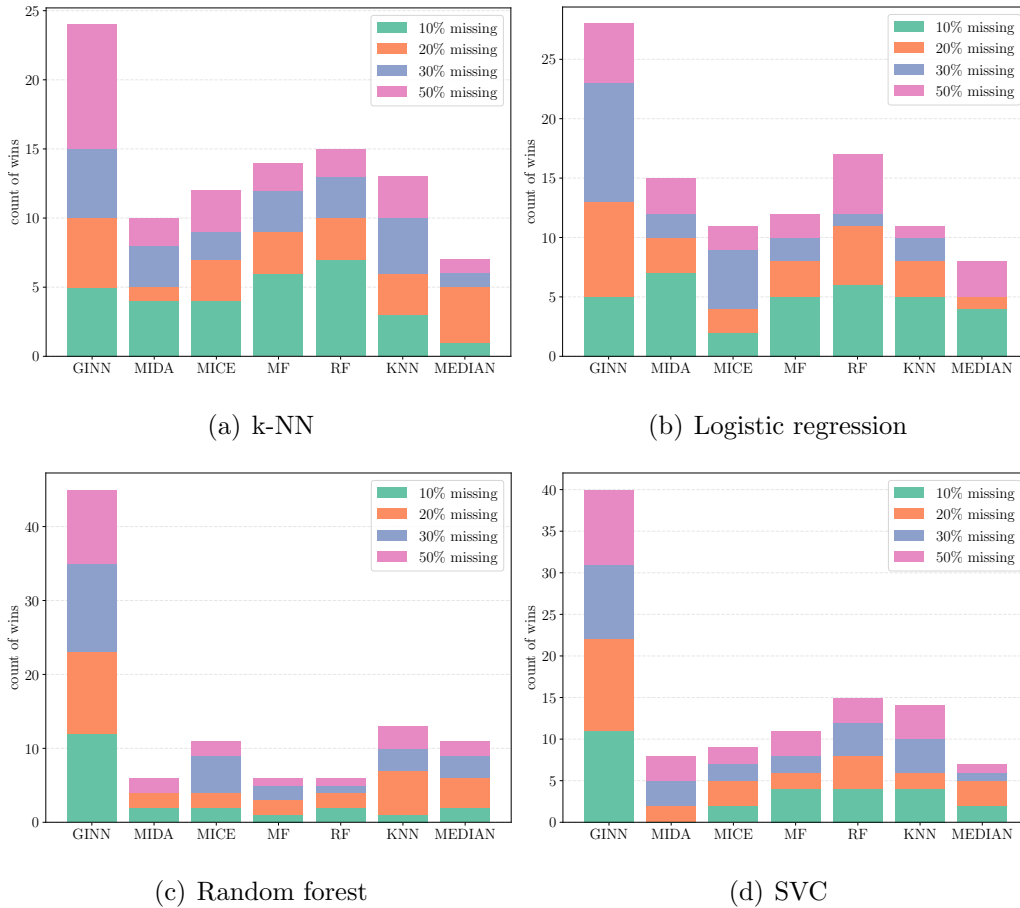 25
20
15
10
5
0
count of wins
10% missing
20% missing
30% missing
50% missing
GINN MIDA MICE MF RF KNN MEDIAN
(a) k-NN
25
20
15
10
5
0
count of wins
10% missing
20% missing
30% missing
50% missing
GINN MIDA MICE MF RF KNN MEDIAN
(b) Logistic regression
40
30
20
10
0
count of wins
10% missing
20% missing
30% missing
50% missing
GINN MIDA MICE MF RF KNN MEDIAN
(c) Random forest
40
35
30
25
20
15
10
5
0
count of wins
10% missing
20% missing
30% missing
50% missing
GINN MIDA MICE MF RF KNN MEDIAN
(d) SVC